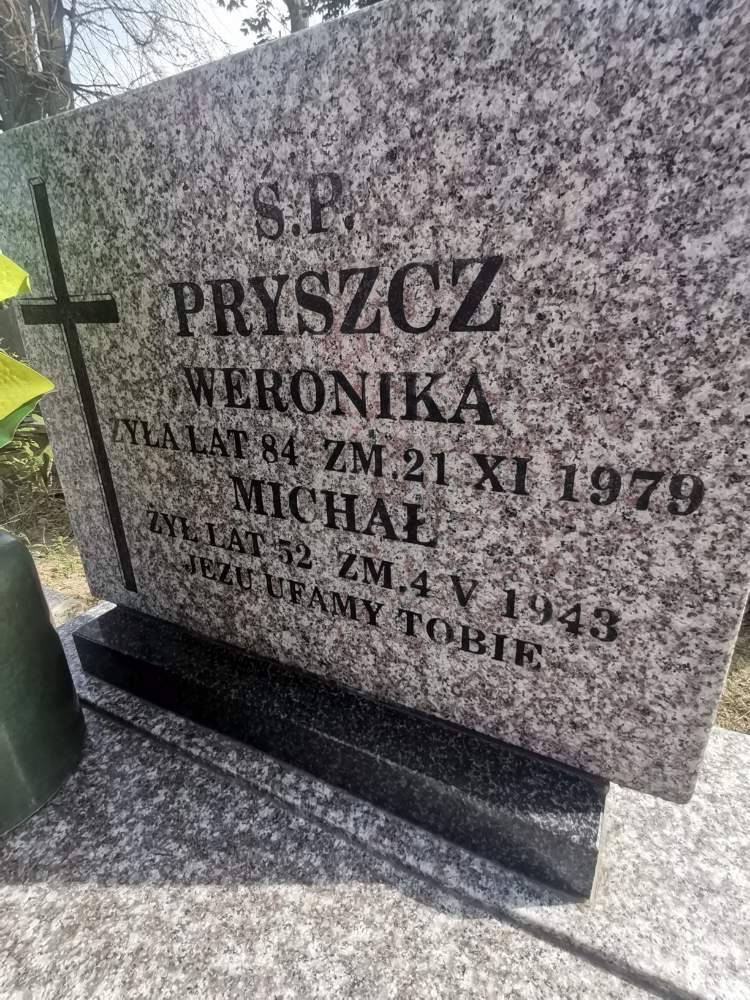 Ś.P.
PRYSZCZ
WERONIKA
ŻYŁA LAT 84 ZM.21 XI 1979
MICHAŁ
ŻYŁ LAT 52 ZM.4 V 1943
JEZU UFAMY TOBIE